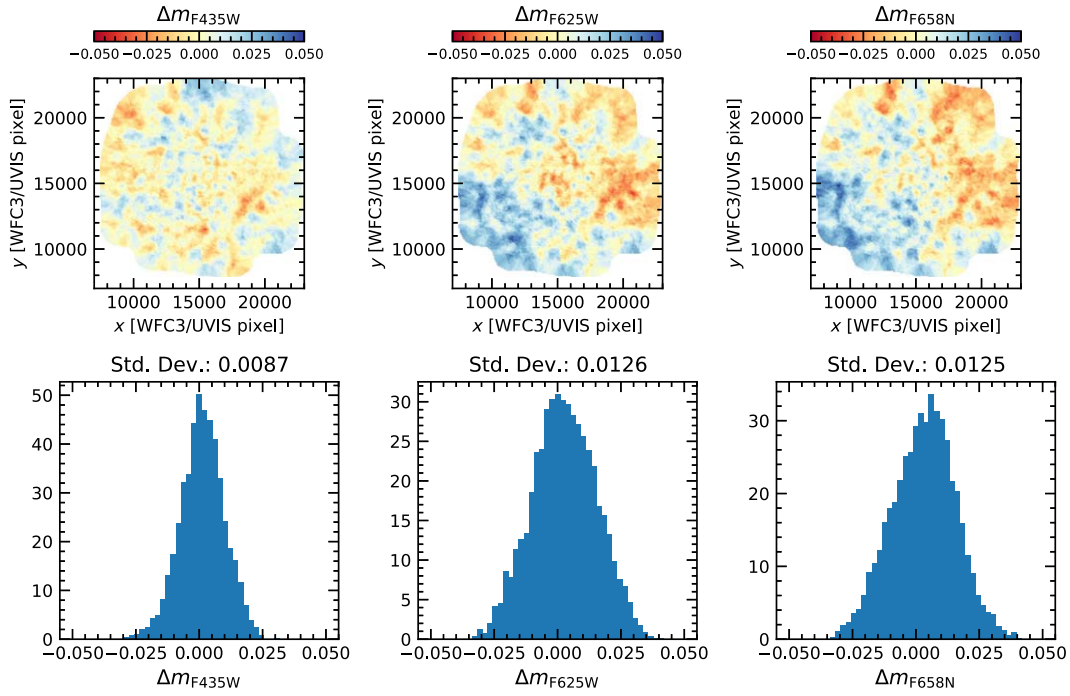 Δm_F435W Δm_F625W Δm_F658N
−0.050 −0.025 0.000 0.025 0.050 −0.050 −0.025 0.000 0.025 0.050 −0.050 −0.025 0.000 0.025 0.050
y [WFC3/UVIS pixel] y [WFC3/UVIS pixel] y [WFC3/UVIS pixel]
20000 20000 20000
15000 15000 15000
10000 10000 10000
10000 15000 20000 10000 15000 20000 10000 15000 20000
x [WFC3/UVIS pixel] x [WFC3/UVIS pixel] x [WFC3/UVIS pixel]
Std. Dev.: 0.0087 Std. Dev.: 0.0126 Std. Dev.: 0.0125
50
40
30
20
10
0
30
25
20
15
10
5
0
30
20
10
0
−0.050 −0.025 0.000 0.025 0.050 −0.050 −0.025 0.000 0.025 0.050 −0.050 −0.025 0.000 0.025 0.050
Δm_F435W Δm_F625W Δm_F658N